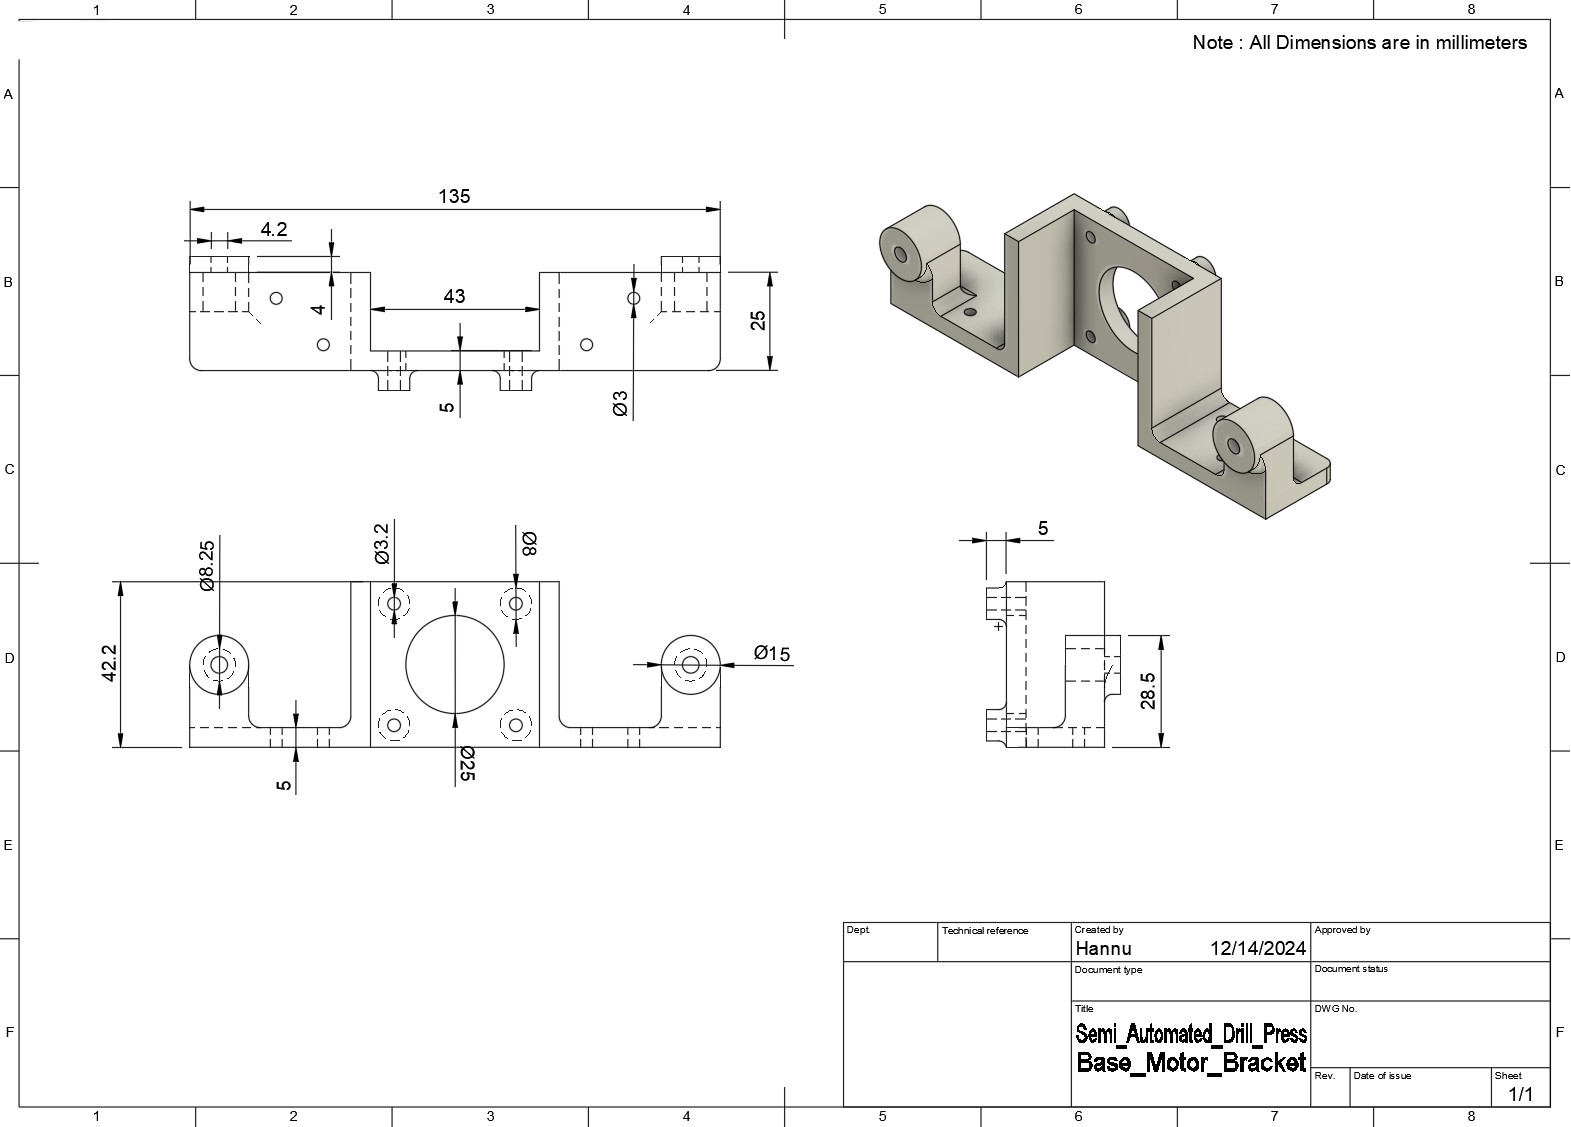 1 2 3 4 5 6 7 8
Note : All Dimensions are in millimeters
A A
135
4.2
B B
43
4
25
5
Ø3
C C
Ø8.25
Ø3.2
Ø8
5
42.2
D D
Ø15
28.5
5
Ø25
E E
Dept.
Technical reference
Created by
Approved by
Hannu 12/14/2024
Document type
Document status
Title
DWG No.
F F
Semi_Automated_Drill_Press
Base_Motor_Bracket
Rev.
Date of issue
Sheet
1/1
1 2 3 4 5 6 7 8